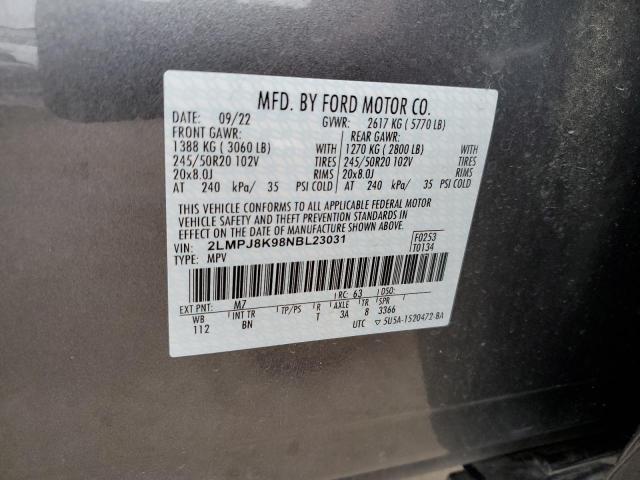 MFD. BY FORD MOTOR CO.
DATE: 09/22 GVWR: 2617 KG ( 5770 LB)
FRONT GAWR: REAR GAWR:
1388 KG ( 3060 LB) WITH 1270 KG ( 2800 LB) WITH
245/50R20 102V TIRES 245/50R20 102V TIRES
20x8.0J RIMS 20x8.0J RIMS
AT 240 kPa/ 35 PSI COLD AT 240 kPa/ 35 PSI COLD
THIS VEHICLE CONFORMS TO ALL APPLICABLE FEDERAL MOTOR
VEHICLE SAFETY AND THEFT PREVENTION STANDARDS IN
EFFECT ON THE DATE OF MANUFACTURE SHOWN ABOVE.
VIN: 2LMPJ8K98NBL23031 F0253
TYPE: MPV T0134
EXT PNT: M7 RC: 63 DSO:
WB INT TR TP/PS R AXLE TR SPR
112 BN T 3A 8 3366
UTC ▽5U5A-1520472-BA